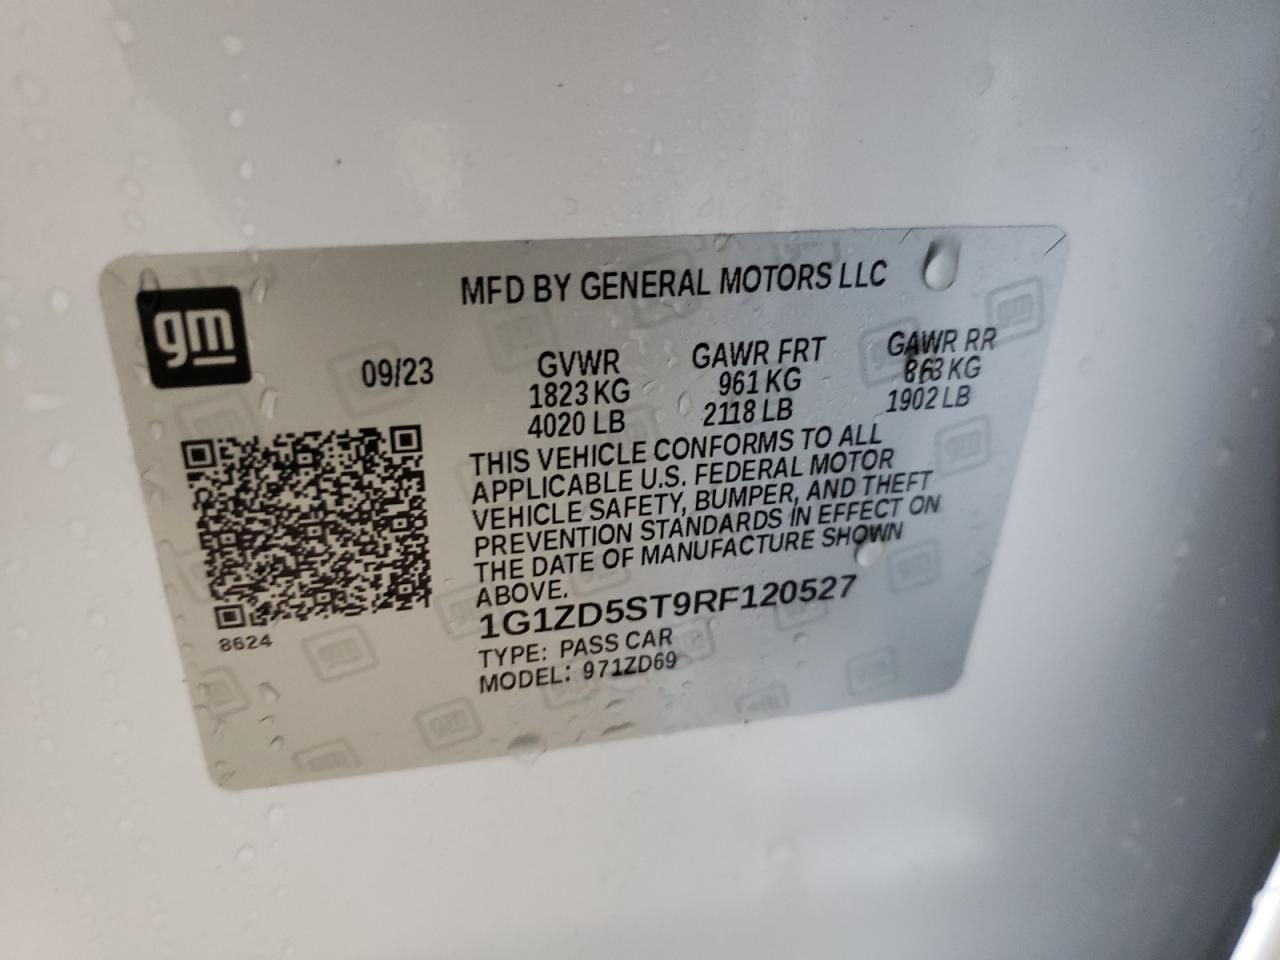 MFD BY GENERAL MOTORS LLC
gm
09/23
GVWR
1823 KG
4020 LB
GAWR FRT
961 KG
2118 LB
GAWR RR
863 KG
1902 LB
THIS VEHICLE CONFORMS TO ALL
APPLICABLE U.S. FEDERAL MOTOR
VEHICLE SAFETY, BUMPER, AND THEFT
PREVENTION STANDARDS IN EFFECT ON
THE DATE OF MANUFACTURE SHOWN
ABOVE.
1G1ZD5ST9RF120527
TYPE: PASS CAR
MODEL: 971ZD69
8624